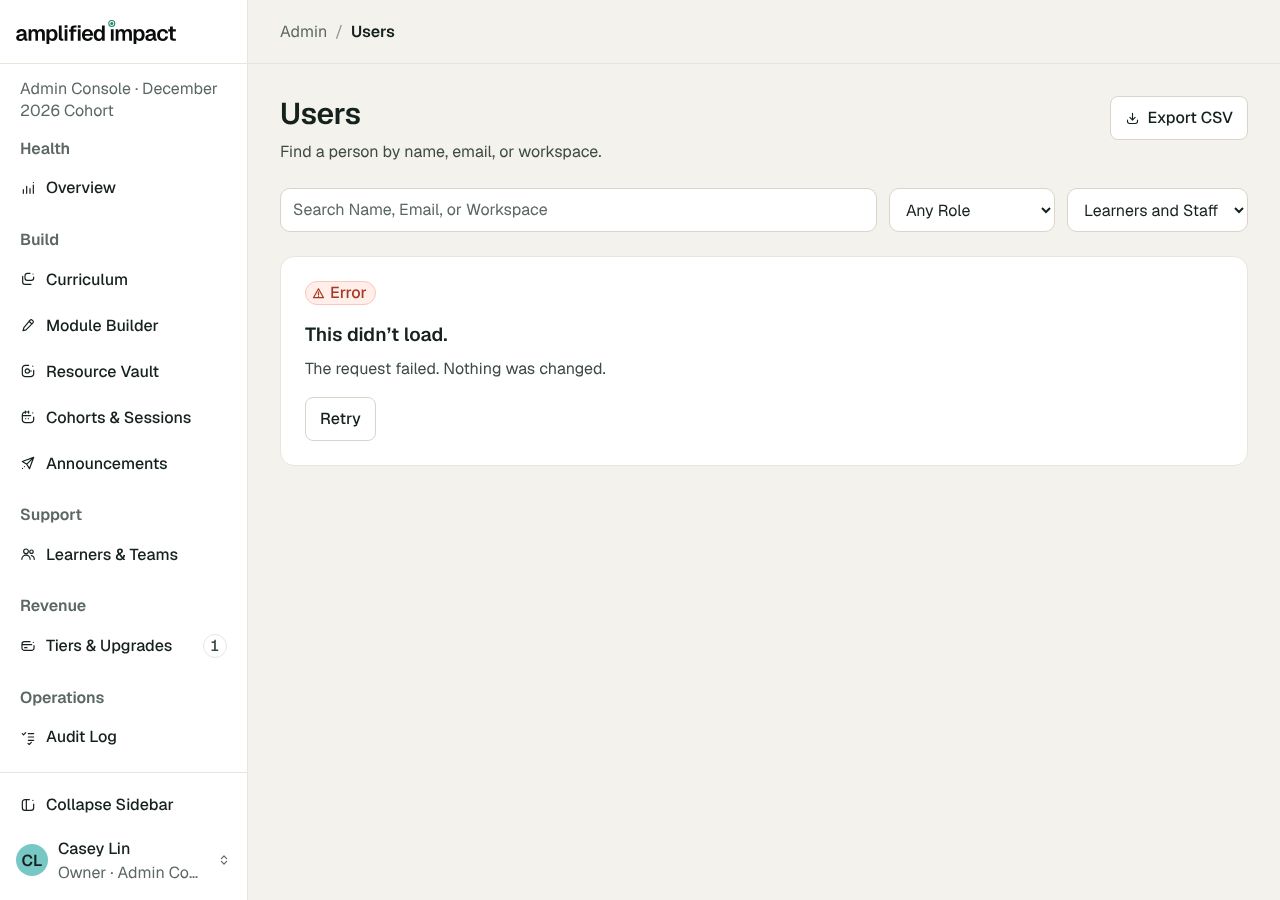 amplified impact
Admin Console · December
2026 Cohort
Health
Overview
Build
Curriculum
Module Builder
Resource Vault
Cohorts & Sessions
Announcements
Support
Learners & Teams
Revenue
Tiers & Upgrades 1
Operations
Audit Log
Collapse Sidebar
CL
Casey Lin
Owner · Admin Co...
Admin / Users
Users
Export CSV
Find a person by name, email, or workspace.
Search Name, Email, or Workspace
Any Role
Learners and Staff
Error
This didn’t load.
The request failed. Nothing was changed.
Retry